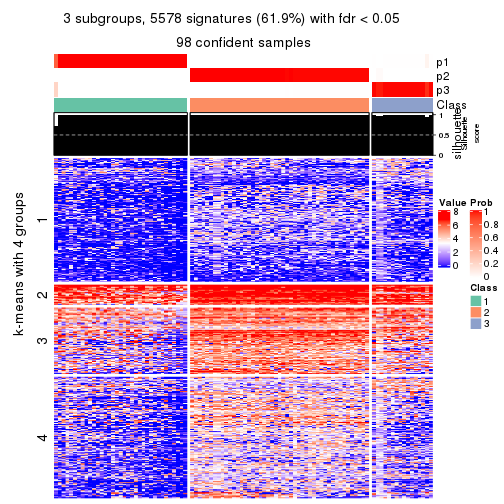 3 subgroups, 5578 signatures (61.9%) with fdr < 0.05
98 confident samples
p1
p2
p3
Class
silhouette
Silhouette
score
1
0.5
0
k-means with 4 groups
1
2
3
4
Value
8
6
4
2
0
Prob
1
0.8
0.6
0.4
0.2
0
Class
1
2
3